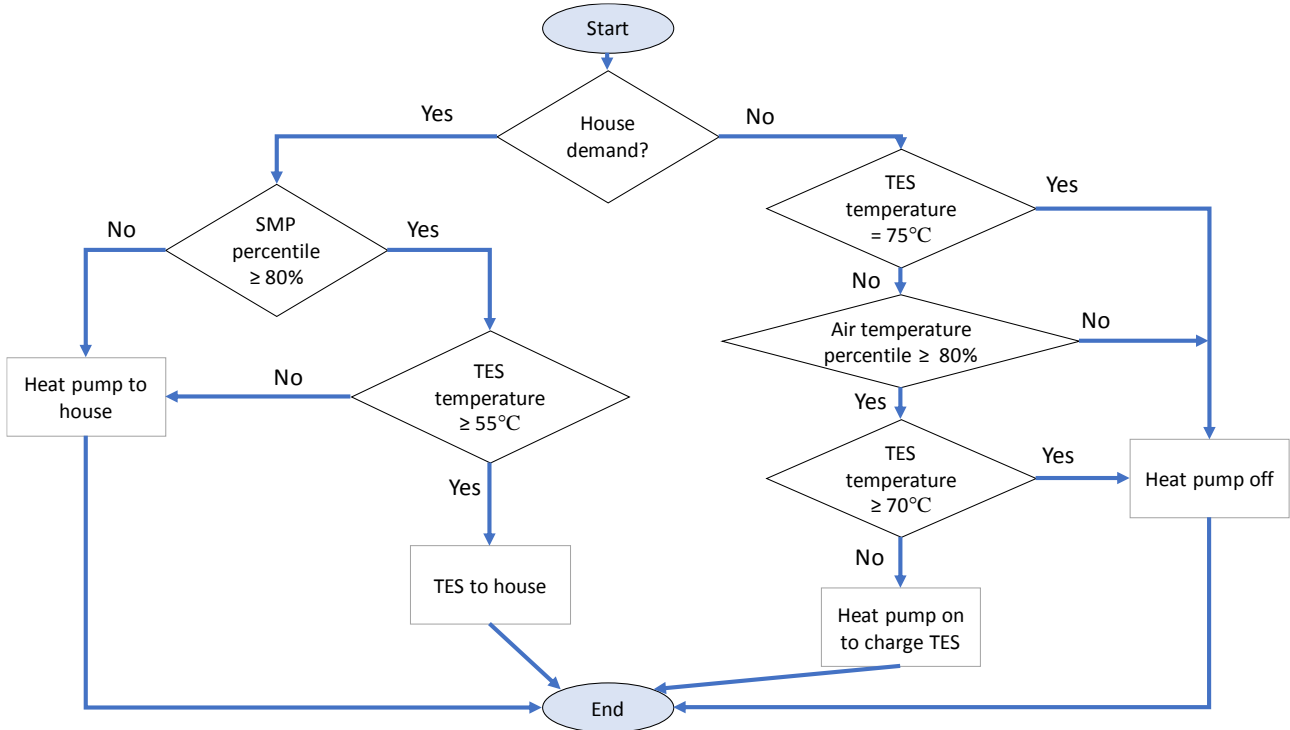 Start
House
demand?
Yes
No
SMP
percentile
≥ 80%
No
Yes
TES
temperature
= 75℃
Yes
No
Air temperature
percentile ≥ 80%
No
Yes
Heat pump to
house
No
TES
temperature
≥ 55℃
Yes
TES
temperature
≥ 70℃
Yes
No
Heat pump off
TES to house
Heat pump on
to charge TES
End